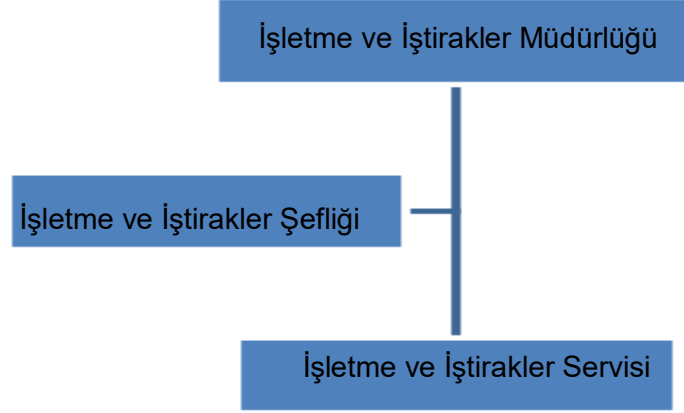 İşletme ve İştirakler Müdürlüğü
İşletme ve İştirakler Şefliği
İşletme ve İştirakler Servisi